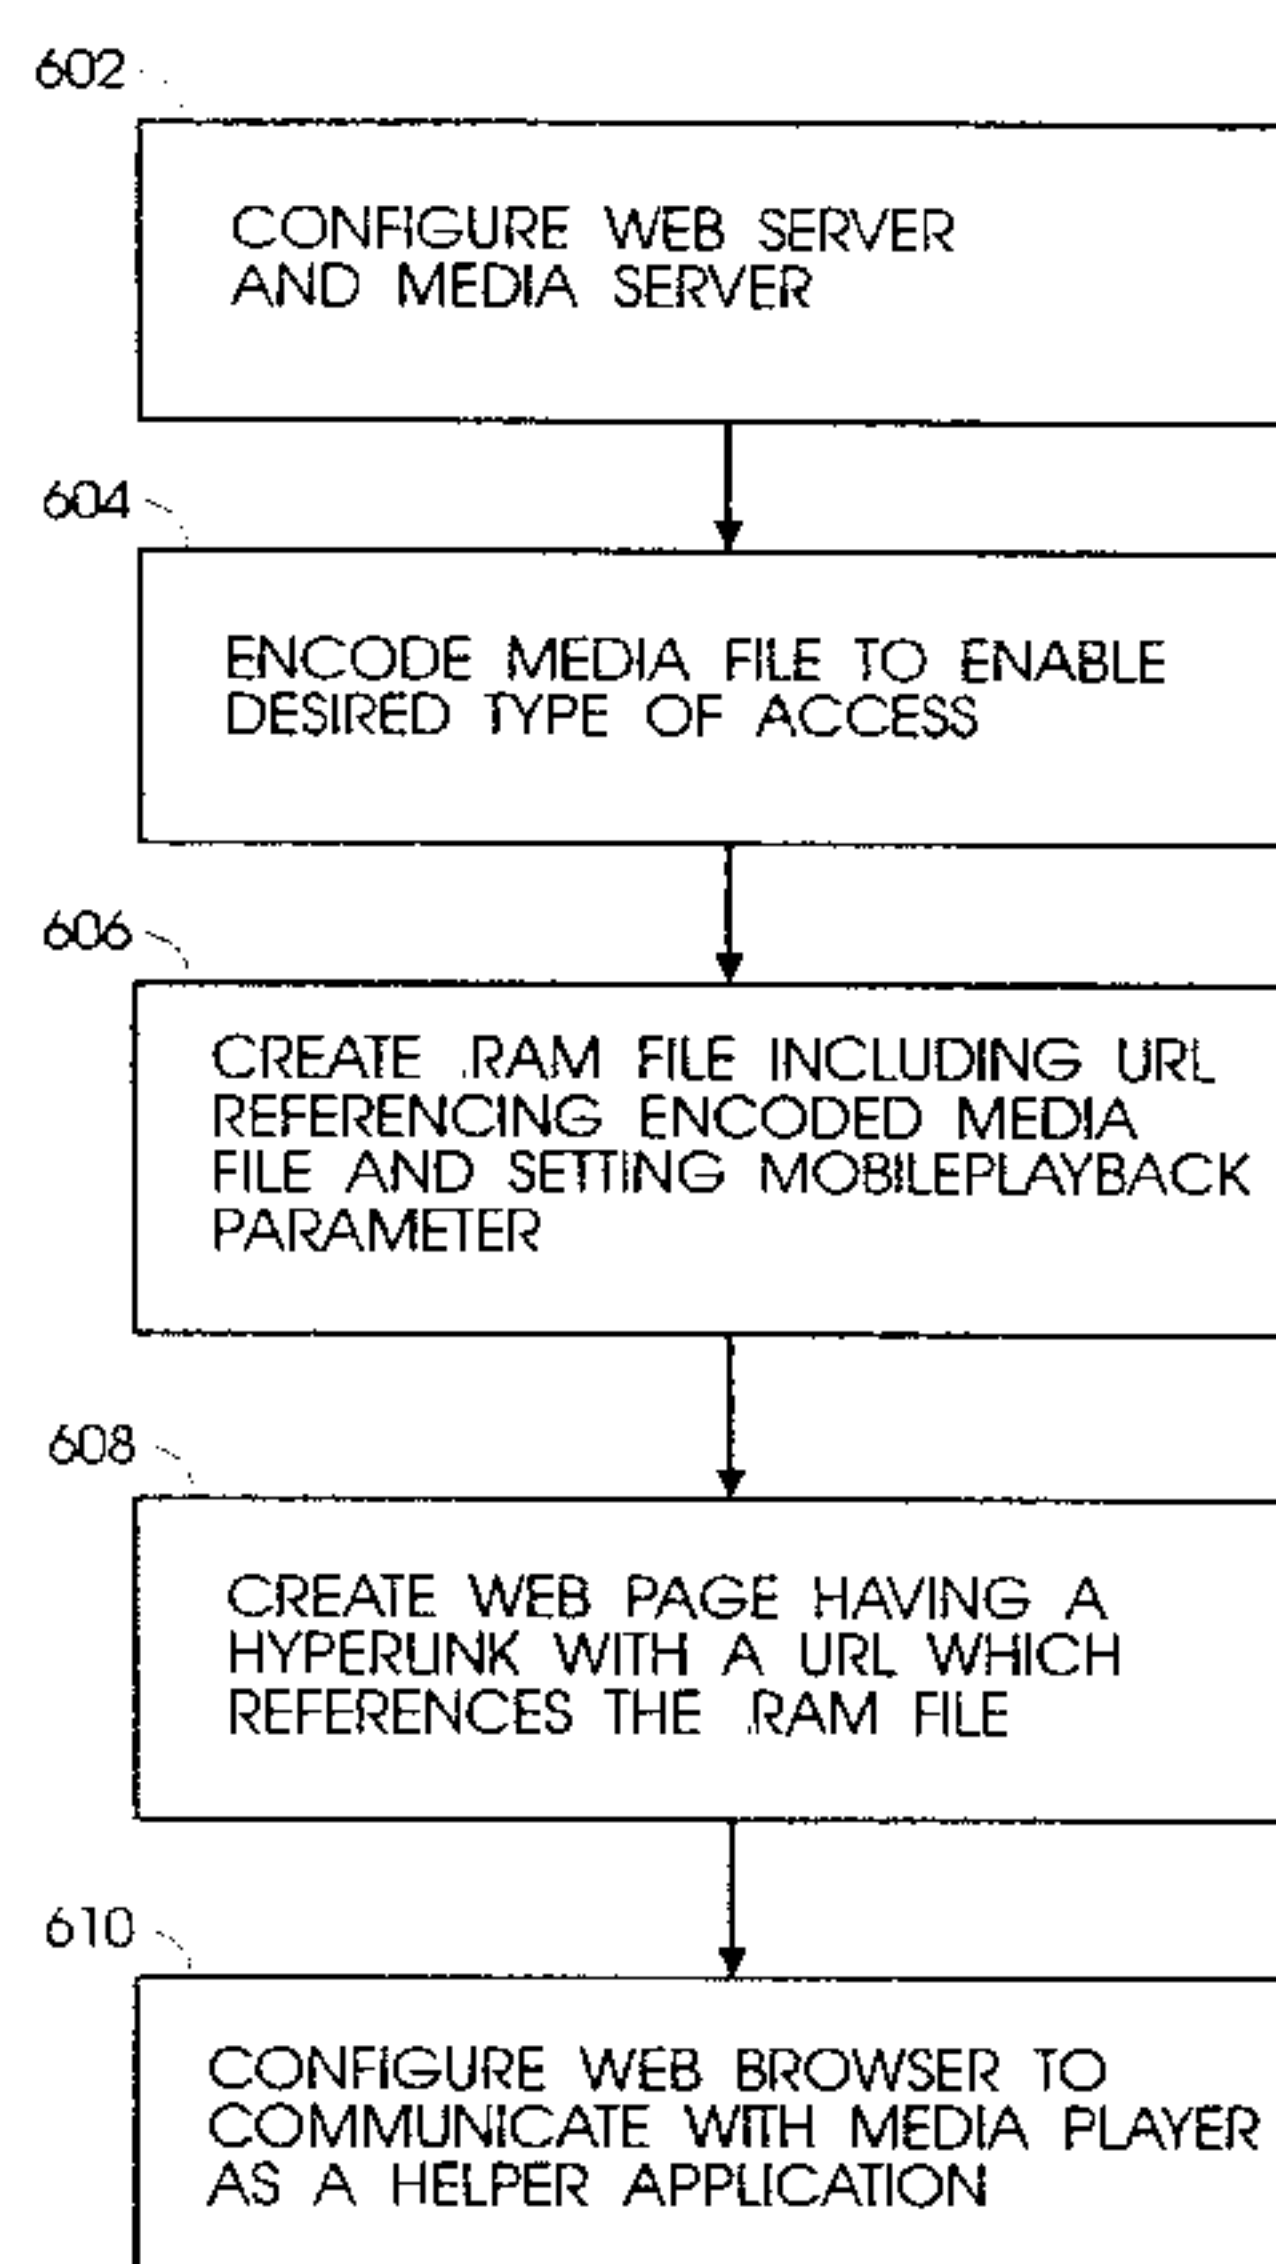 602
CONFIGURE WEB SERVER
AND MEDIA SERVER
604
ENCODE MEDIA FILE TO ENABLE
DESIRED TYPE OF ACCESS
606
CREATE .RAM FILE INCLUDING URL
REFERENCING ENCODED MEDIA
FILE AND SETTING MOBILEPLAYBACK
PARAMETER
608
CREATE WEB PAGE HAVING A
HYPERLINK WITH A URL WHICH
REFERENCES THE .RAM FILE
610
CONFIGURE WEB BROWSER TO
COMMUNICATE WITH MEDIA PLAYER
AS A HELPER APPLICATION